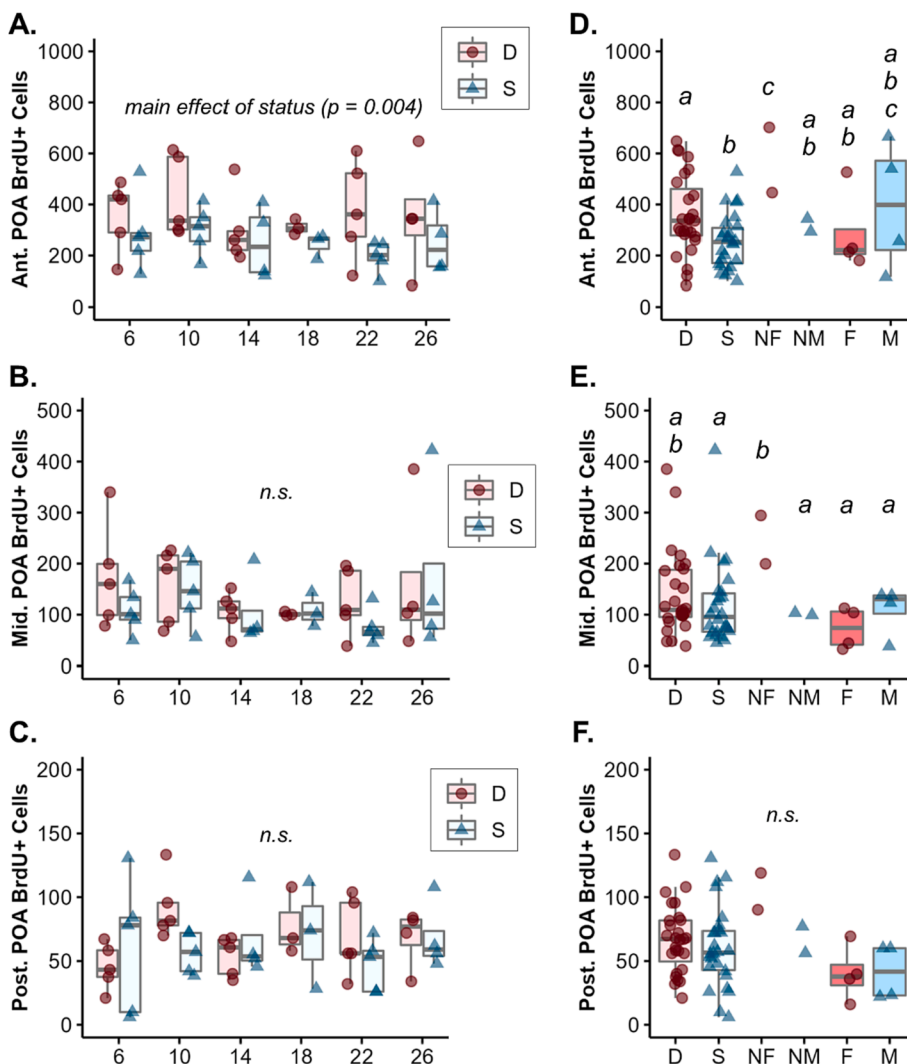 A.
Ant. POA BrdU+ Cells
1000
800
600
400
200
0
main effect of status (p = 0.004)
D
S
6 10 14 18 22 26
D.
Ant. POA BrdU+ Cells
1000
800
600
400
200
0
a
b
c
a
b
a
b
a
b
c
D S NF NM F M
B.
Mid. POA BrdU+ Cells
500
400
300
200
100
0
n.s.
D
S
6 10 14 18 22 26
E.
Mid. POA BrdU+ Cells
500
400
300
200
100
0
a
b
a
b
a
a
a
D S NF NM F M
C.
Post. POA BrdU+ Cells
200
150
100
50
0
n.s.
D
S
6 10 14 18 22 26
F.
Post. POA BrdU+ Cells
200
150
100
50
0
n.s.
D S NF NM F M